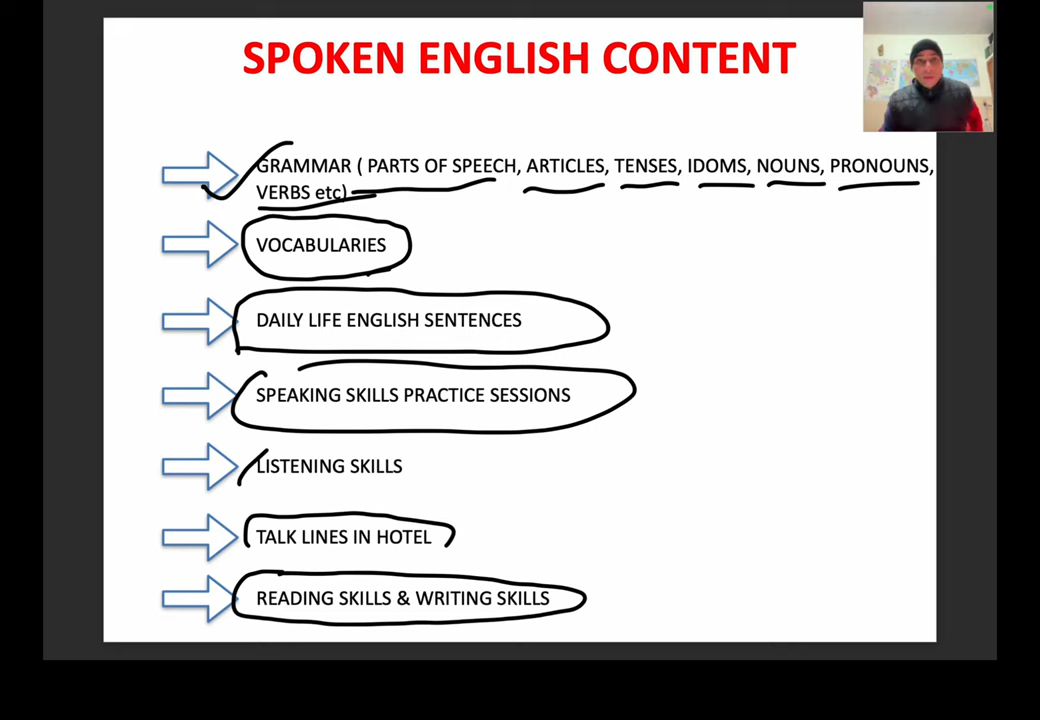 SPOKEN ENGLISH CONTENT
GRAMMAR ( PARTS OF SPEECH, ARTICLES, TENSES, IDOMS, NOUNS, PRONOUNS,
VERBS etc)
VOCABULARIES
DAILY LIFE ENGLISH SENTENCES
SPEAKING SKILLS PRACTICE SESSIONS
LISTENING SKILLS
TALK LINES IN HOTEL
READING SKILLS & WRITING SKILLS